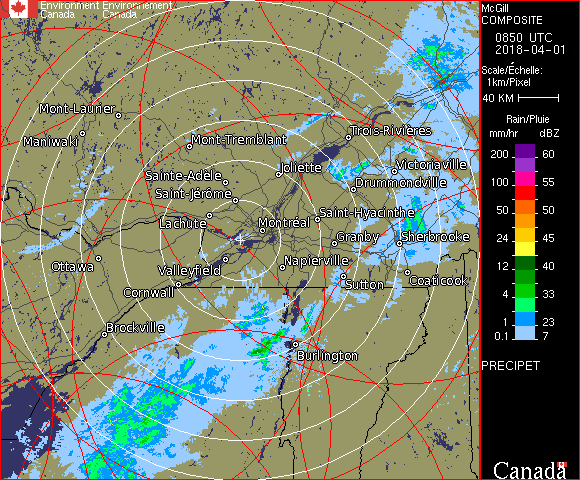 Environment Environnement
Canada Canada
McGill
COMPOSITE
0850 UTC
2018-04-01
Scale/Échelle:
1km/Pixel
40 KM
Rain/Pluie
mm/hr dBZ
200 60
100 55
50 50
24 45
12 40
4 33
1 23
0.1 7
PRECIPET
Canada
Mont-Laurier
Maniwaki
Mont-Tremblant
Trois-Rivières
Sainte-Adèle
Joliette
Victoriaville
Saint-Jérôme
Drummondville
Lachute
Montréal
Saint-Hyacinthe
Granby
Sherbrooke
Ottawa
Valleyfield
Napierville
Cornwall
Sutton
Coaticook
Brockville
Burlington